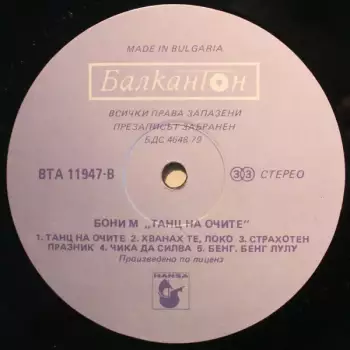 MADE IN BULGARIA
Балкантон
ВСИЧКИ ПРАВА ЗАПАЗЕНИ
ПРЕЗАПИСЪТ ЗАБРАНЕН
БДС 4648-79
ВТА 11947-В
33 СТЕРЕО
БОНИ М „ТАНЦ НА ОЧИТЕ"
1. ТАНЦ НА ОЧИТЕ 2. ХВАНАХ ТЕ, ЛОКО 3. СТРАХОТЕН
ПРАЗНИК 4. ЧИКА ДА СИЛВА 5. БЕНГ, БЕНГ ЛУЛУ
Произведено по лиценз
HANSA